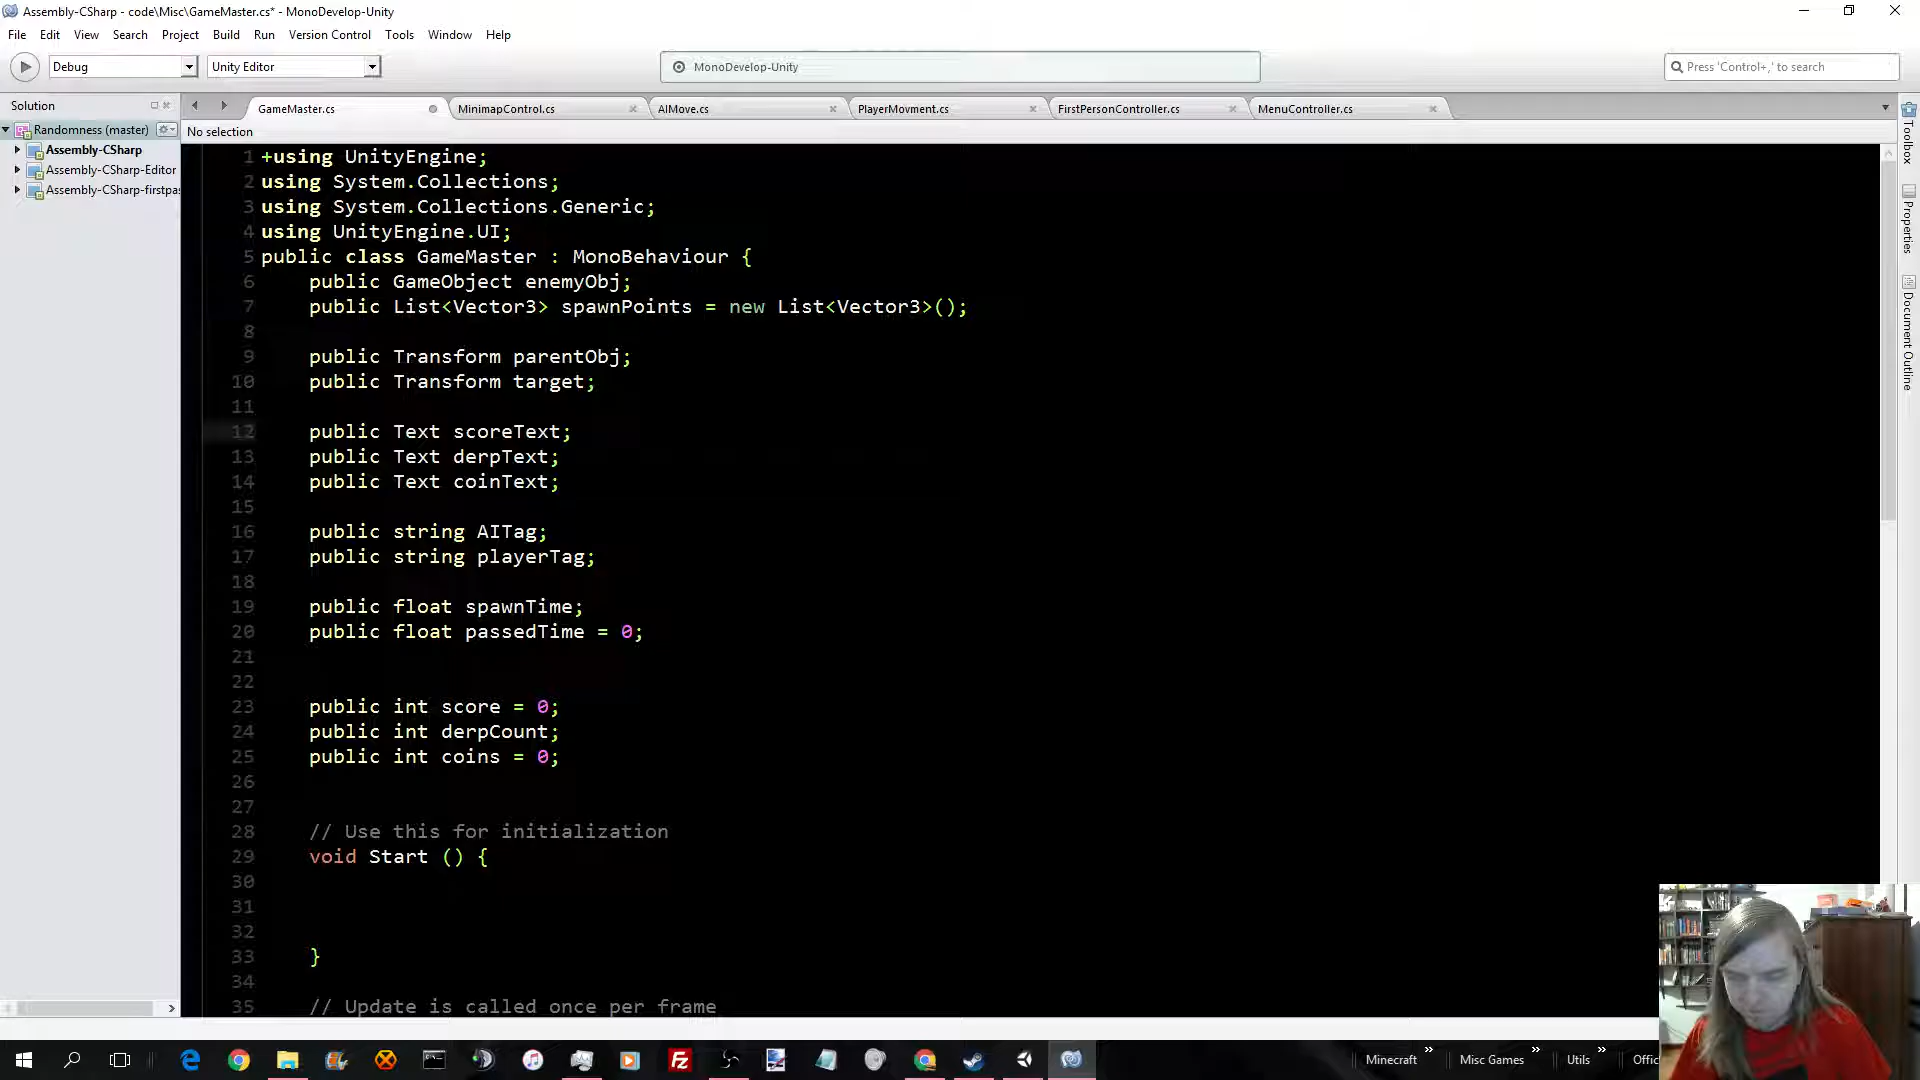 Assembly-CSharp - code\Misc\GameMaster.cs* - MonoDevelop-Unity
File Edit View Search Project Build Run Version Control Tools Window Help
Debug Unity Editor MonoDevelop-Unity Press 'Control+,' to search
Solution
Randomness (master)
Assembly-CSharp
Assembly-CSharp-Editor
Assembly-CSharp-firstpas
GameMaster.cs MinimapControl.cs AIMove.cs PlayerMovment.cs FirstPersonController.cs MenuController.cs
No selection
1 +using UnityEngine;
2 using System.Collections;
3 using System.Collections.Generic;
4 using UnityEngine.UI;
5 public class GameMaster : MonoBehaviour {
6 public GameObject enemyObj;
7 public List<Vector3> spawnPoints = new List<Vector3>();
8
9 public Transform parentObj;
10 public Transform target;
11
12 public Text scoreText;
13 public Text derpText;
14 public Text coinText;
15
16 public string AITag;
17 public string playerTag;
18
19 public float spawnTime;
20 public float passedTime = 0;
21
22
23 public int score = 0;
24 public int derpCount;
25 public int coins = 0;
26
27
28 // Use this for initialization
29 void Start () {
30
31
32
33 }
34
35 // Update is called once per frame
Toolbox
Properties
Document Outline
Minecraft » Misc Games » Utils » Offic